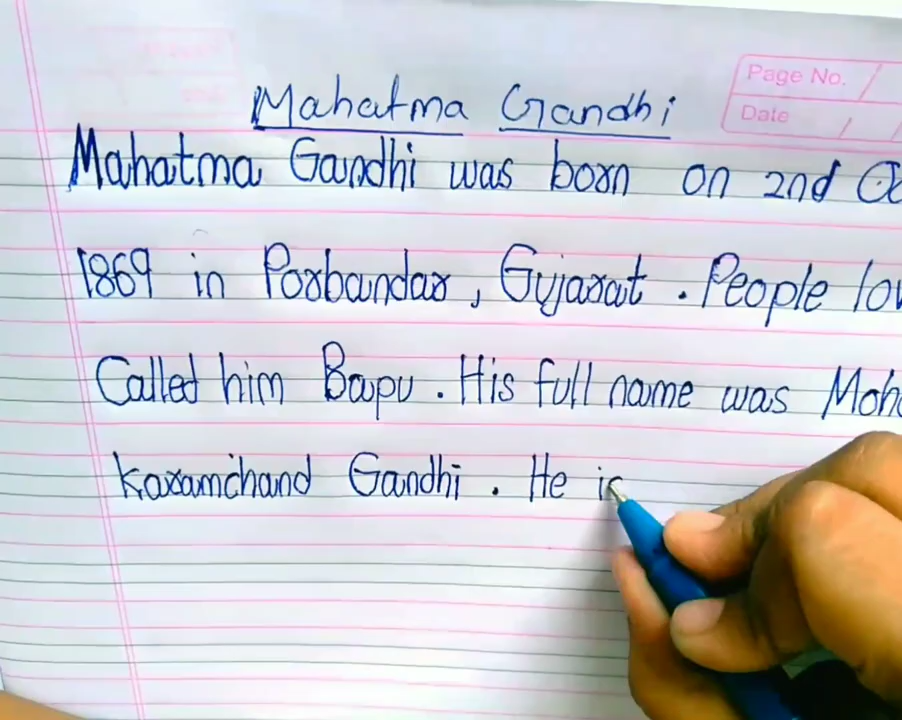 Page No.
Date
Mahatma Gandhi
Mahatma Gandhi was born on 2nd
1869 in Porbandar, Gujarat. People
Called him Bapu. His full name was
Karamchand Gandhi. He